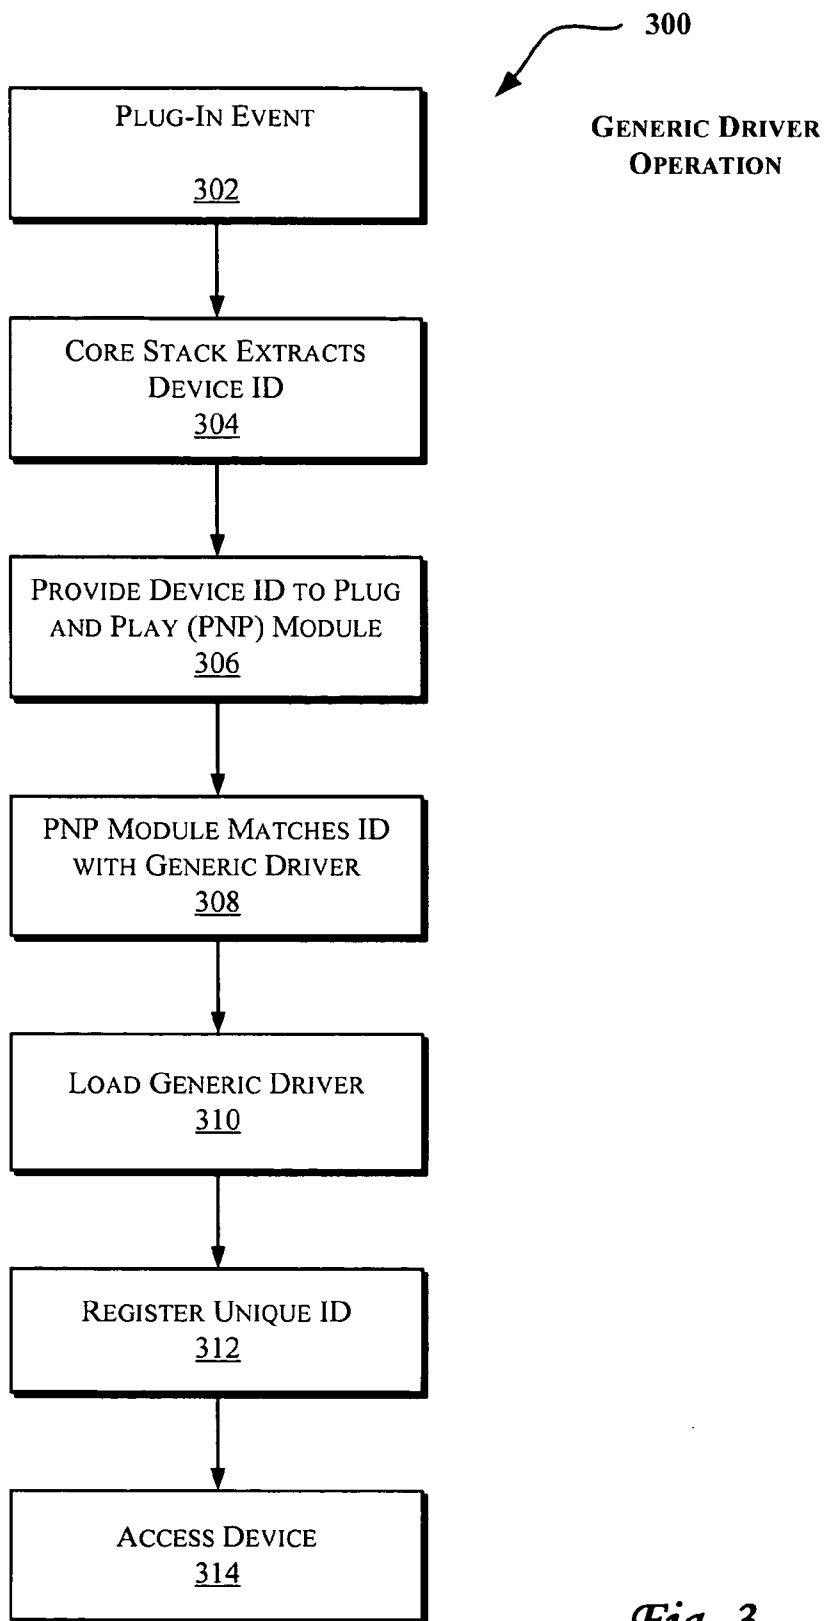 300
GENERIC DRIVER
OPERATION
PLUG-IN EVENT
302
CORE STACK EXTRACTS
DEVICE ID
304
PROVIDE DEVICE ID TO PLUG
AND PLAY (PNP) MODULE
306
PNP MODULE MATCHES ID
WITH GENERIC DRIVER
308
LOAD GENERIC DRIVER
310
REGISTER UNIQUE ID
312
ACCESS DEVICE
314
Fig. 3